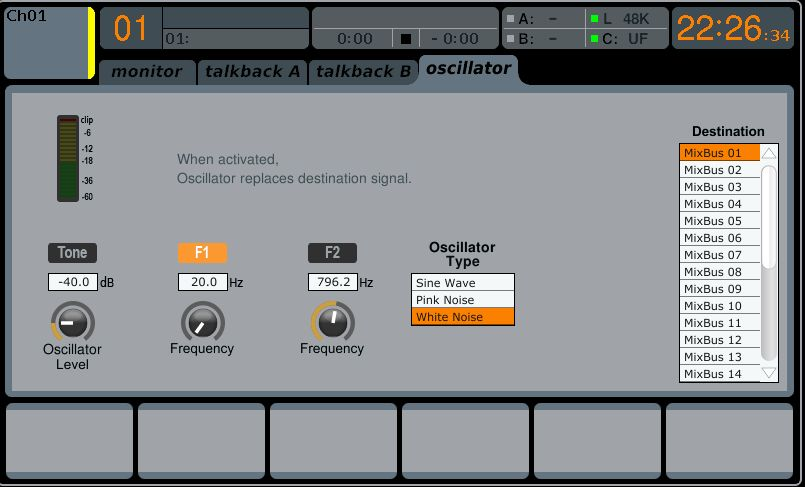 Ch01
01
01:
0:00
- 0:00
A: -
L 48K
B: -
C: UF
22:26:34
monitor
talkback A
talkback B
oscillator
clip
-6
-12
-18
-36
-60
When activated,
Oscillator replaces destination signal.
Tone
-40.0 dB
Oscillator
Level
F1
20.0 Hz
Frequency
F2
796.2 Hz
Frequency
Oscillator
Type
Sine Wave
Pink Noise
White Noise
Destination
MixBus 01
MixBus 02
MixBus 03
MixBus 04
MixBus 05
MixBus 06
MixBus 07
MixBus 08
MixBus 09
MixBus 10
MixBus 11
MixBus 12
MixBus 13
MixBus 14